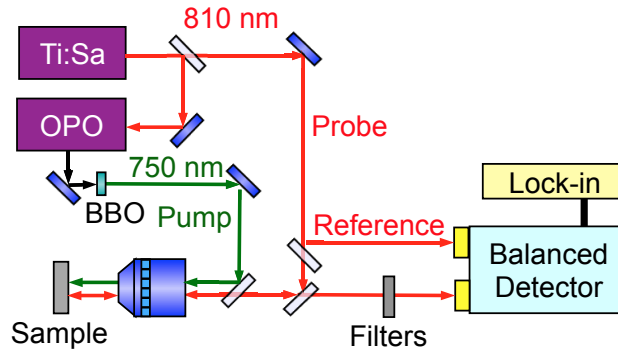 810 nm
Ti:Sa
OPO
Probe
750 nm
BBO
Pump
Lock-in
Reference
Balanced
Detector
Sample
Filters